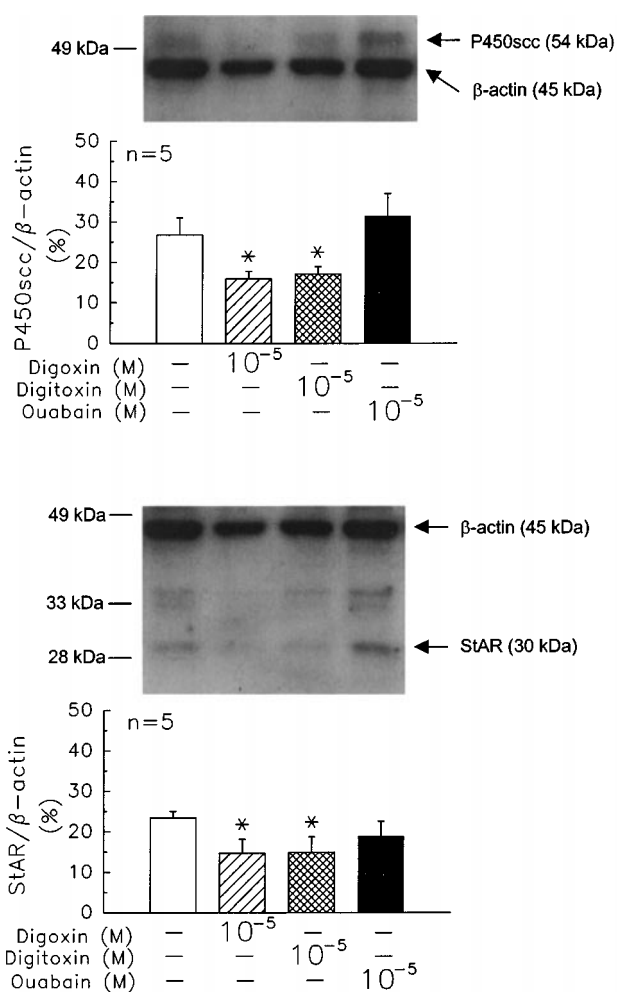 49 kDa
P450scc (54 kDa)
β-actin (45 kDa)
P450scc/β-actin
(%)
50
40
30
20
10
0
n=5
*
*
Digoxin (M) – 10⁻⁵ – –
Digitoxin (M) – – 10⁻⁵ –
Ouabain (M) – – – 10⁻⁵
49 kDa
33 kDa
28 kDa
β-actin (45 kDa)
StAR (30 kDa)
StAR/β-actin
(%)
50
40
30
20
10
0
n=5
*
*
Digoxin (M) – 10⁻⁵ – –
Digitoxin (M) – – 10⁻⁵ –
Ouabain (M) – – – 10⁻⁵